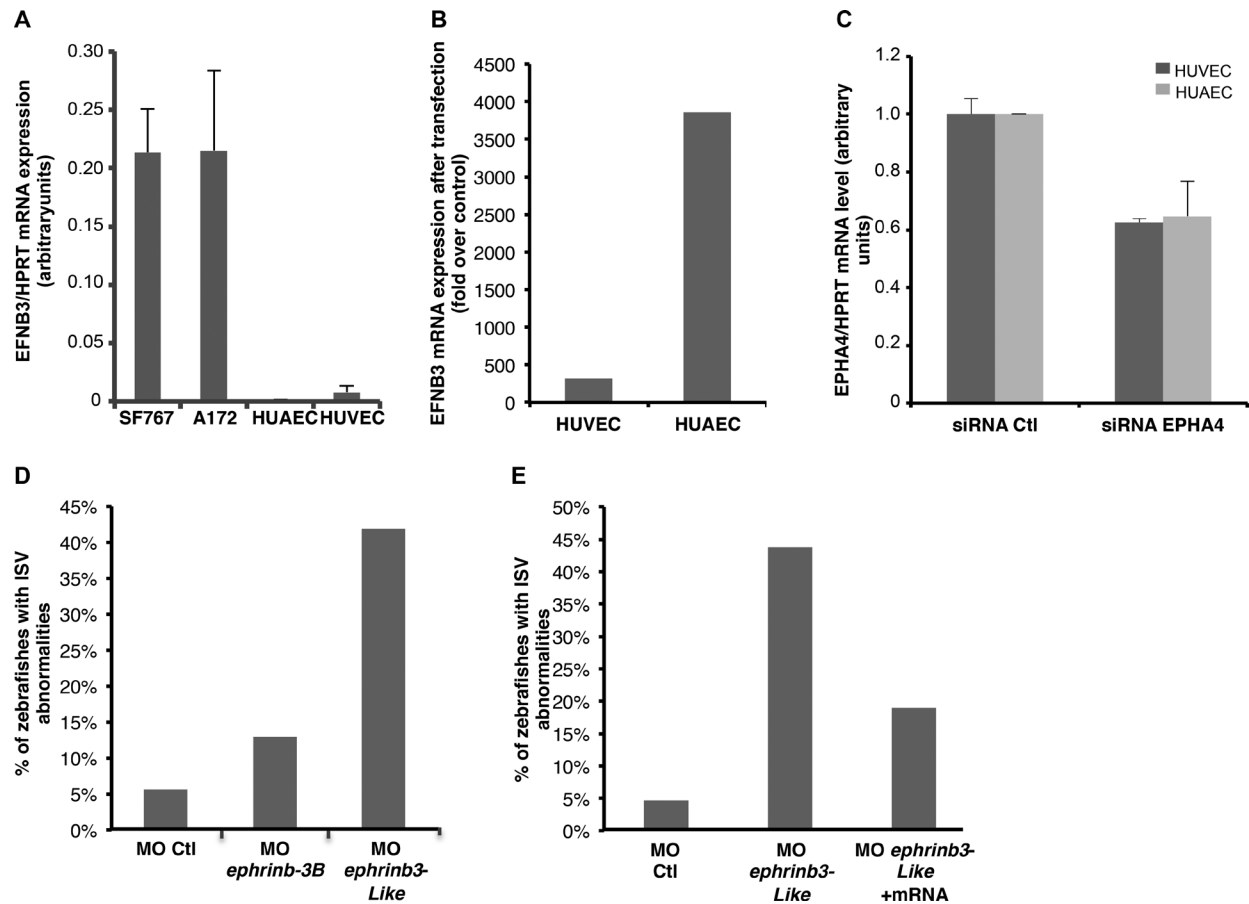 A
EFNB3/HPRT mRNA expression
(arbitraryunits)
0.30
0.25
0.20
0.15
0.10
0.05
0
SF767 A172 HUAEC HUVEC
B
EFNB3 mRNA expression after transfection
(fold over control)
4500
4000
3500
3000
2500
2000
1500
1000
500
0
HUVEC HUAEC
C
EPHA4/HPRT mRNA level (arbitrary
units)
1.2
1.0
0.8
0.6
0.4
0.2
0
HUVEC
HUAEC
siRNA Ctl siRNA EPHA4
D
% of zebrafishes with ISV
abnormalities
45%
40%
35%
30%
25%
20%
15%
10%
5%
0%
MO Ctl
MO
ephrinb-3B
MO
ephrinb3-
Like
E
% of zebrafishes with ISV
abnormalities
50%
45%
40%
35%
30%
25%
20%
15%
10%
5%
0%
MO
Ctl
MO
ephrinb3-
Like
MO ephrinb3-
Like
+mRNA